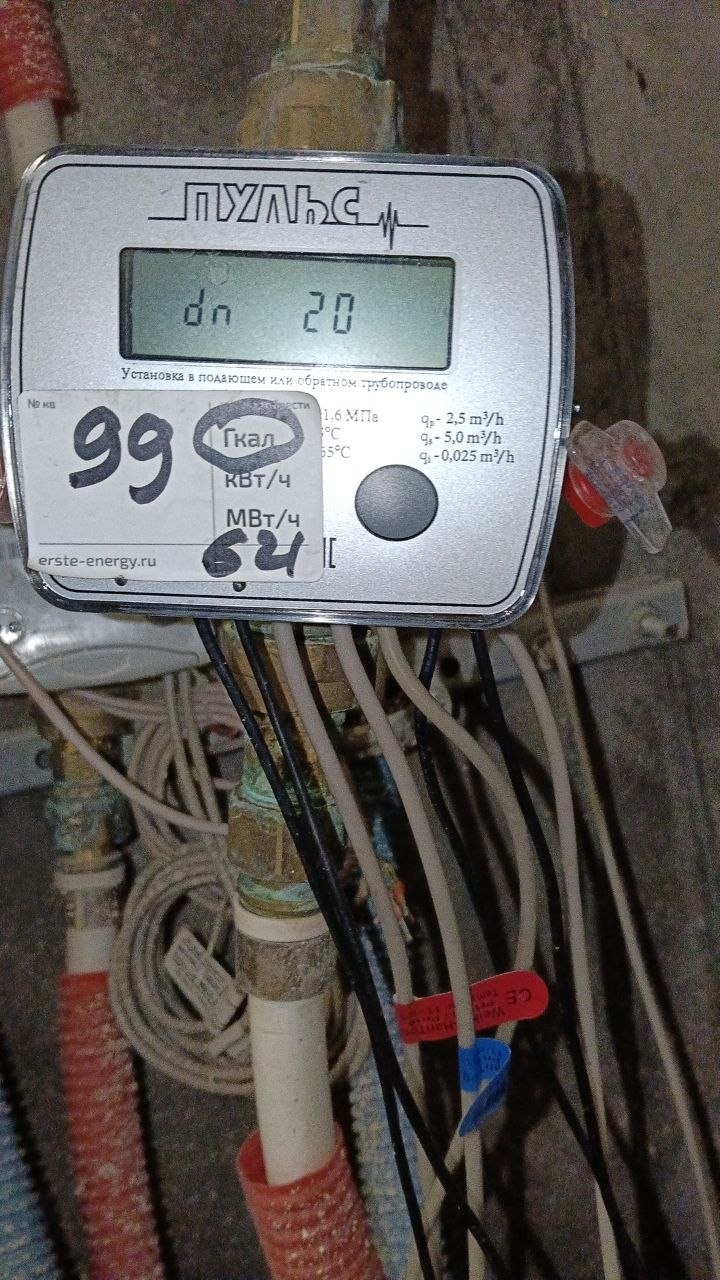 ПУЛЬС
dn 20
Установка в подающем или обратном трубопроводе
№ кв
99
Гкал
кВт/ч
МВт/ч
64
erste-energy.ru
1,6 МПа
°C
65°C
qp - 2,5 m³/h
qs - 5,0 m³/h
qi - 0,025 m³/h
CE